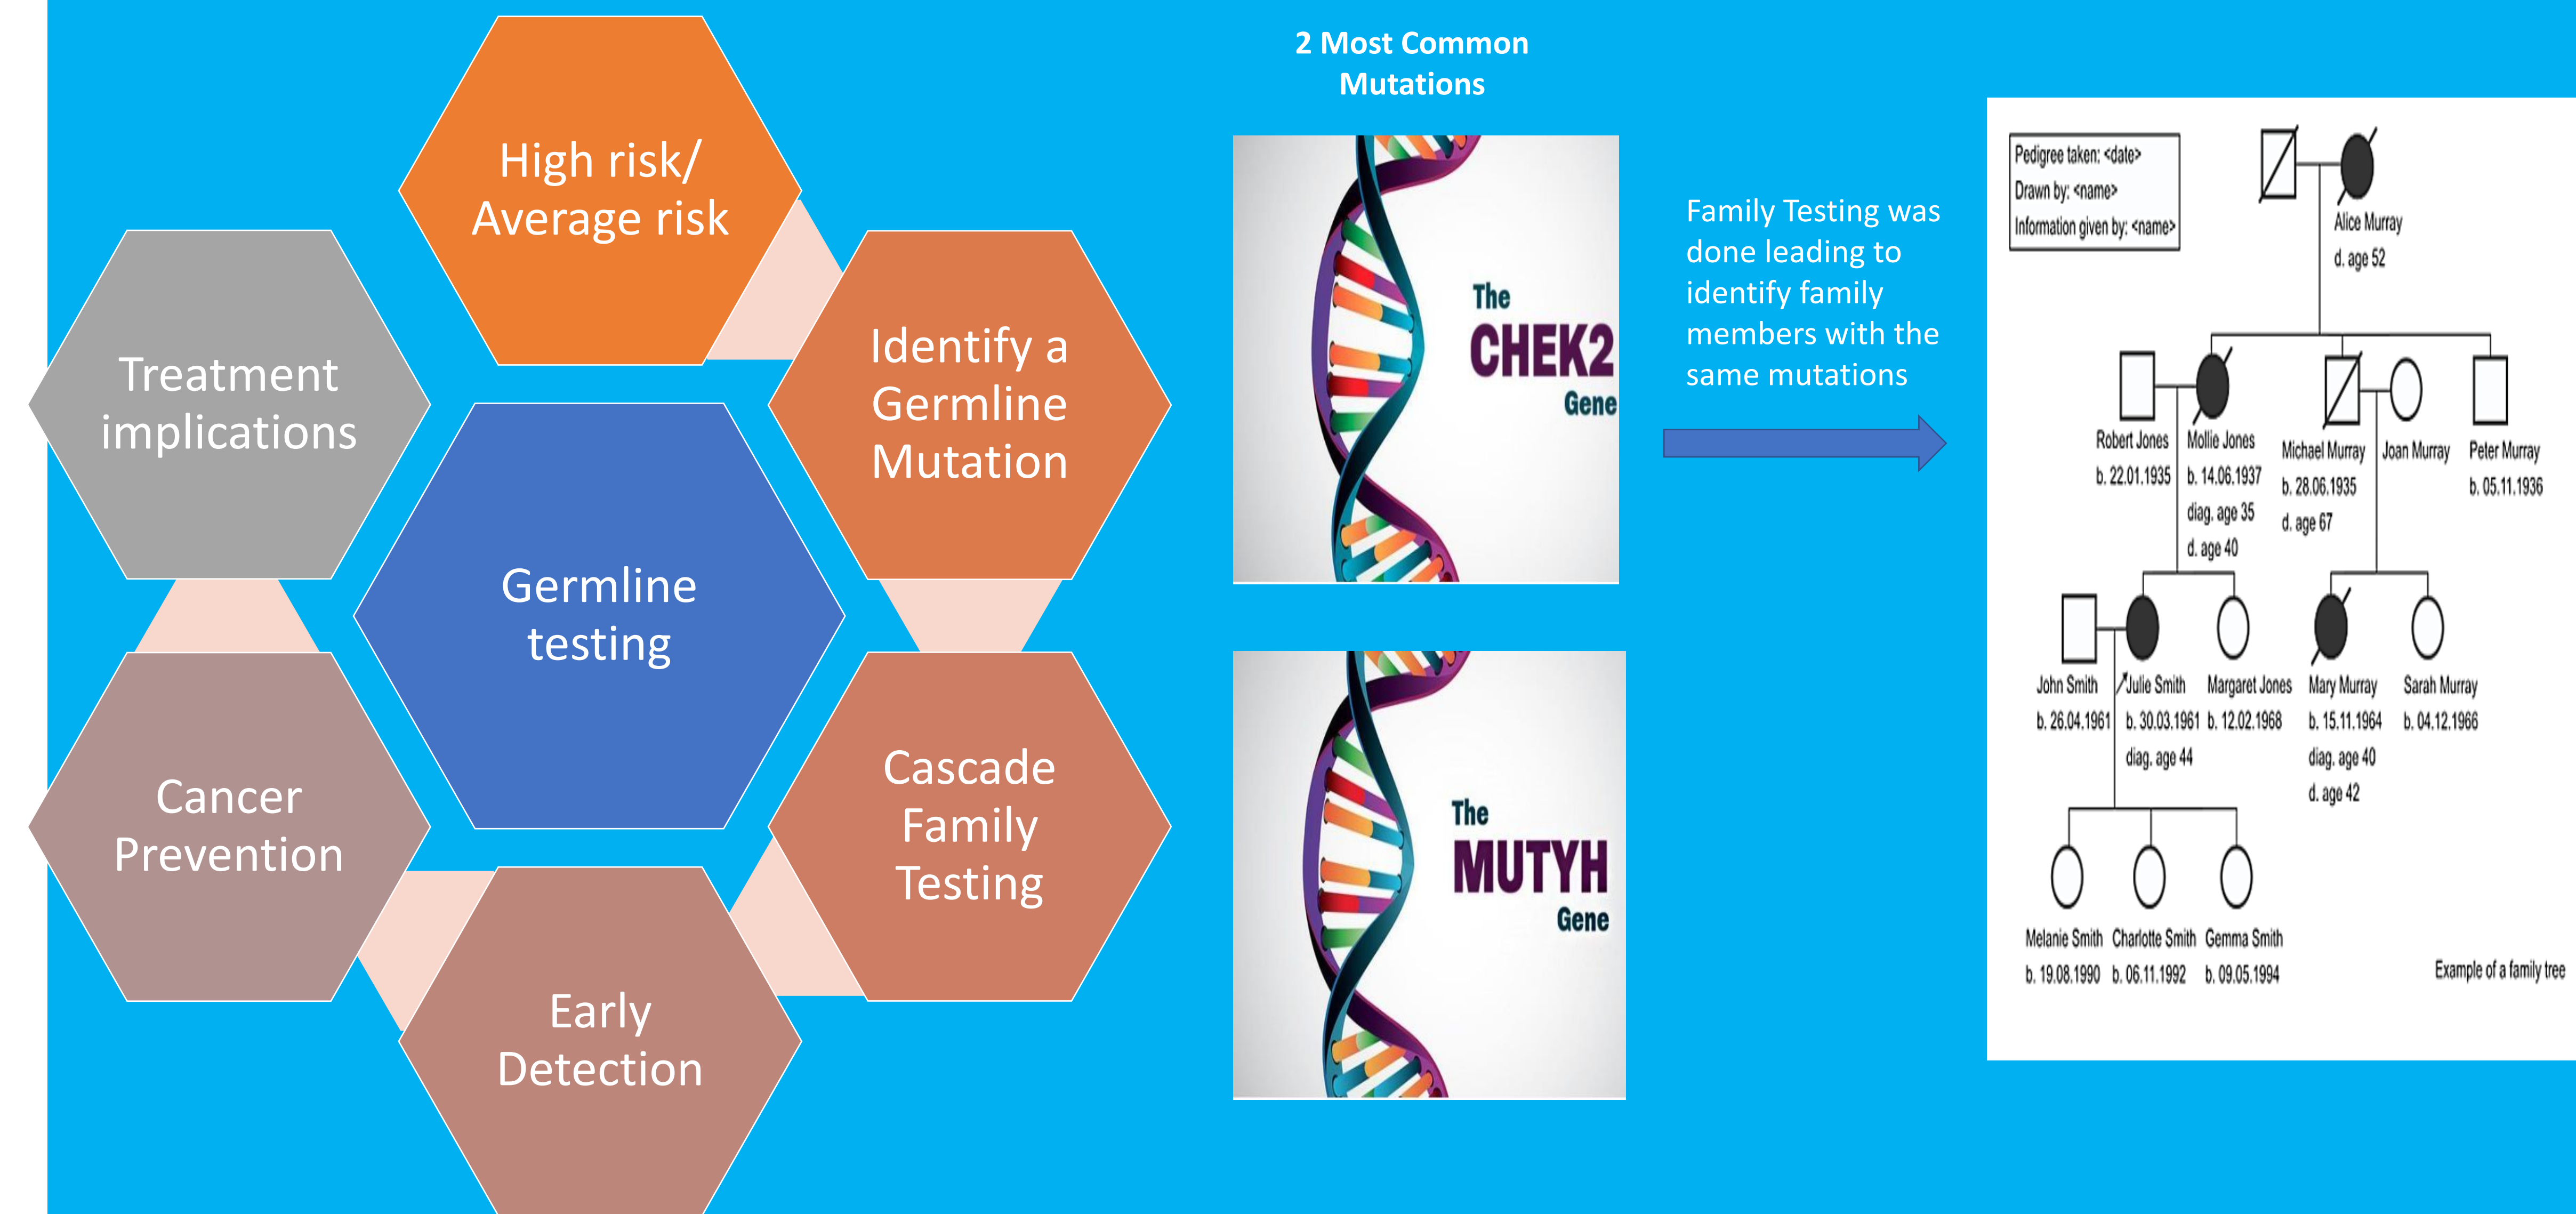 High risk/
Average risk
Identify a
Germline
Mutation
Cascade
Family
Testing
Early
Detection
Cancer
Prevention
Treatment
implications
Germline
testing
2 Most Common
Mutations
The
CHEK2
Gene
The
MUTYH
Gene
Family Testing was
done leading to
identify family
members with the
same mutations
Pedigree taken: <date>
Drawn by: <name>
Information given by: <name>
Alice Murray
d. age 52
Robert Jones
b. 22.01.1935
Mollie Jones
b. 14.06.1937
diag. age 35
d. age 40
Michael Murray
b. 28.06.1935
d. age 67
Joan Murray
Peter Murray
b. 05.11.1936
John Smith
b. 26.04.1961
Julie Smith
b. 30.03.1961
diag. age 44
Margaret Jones
b. 12.02.1968
Mary Murray
b. 15.11.1964
diag. age 40
d. age 42
Sarah Murray
b. 04.12.1966
Melanie Smith
b. 19.08.1990
Charlotte Smith
b. 06.11.1992
Gemma Smith
b. 09.05.1994
Example of a family tree